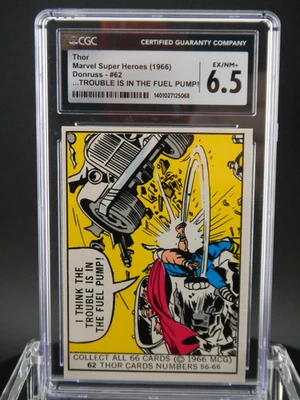 CGC
CERTIFIED GUARANTY COMPANY
Thor
Marvel Super Heroes (1966)
Donruss - #62
...TROUBLE IS IN THE FUEL PUMP!
1401027125068
EX/NM+
6.5
I THINK THE
TROUBLE IS IN
THE FUEL PUMP!
COLLECT ALL 66 CARDS (© 1966 MCG)
62 THOR CARDS NUMBERS 56-66